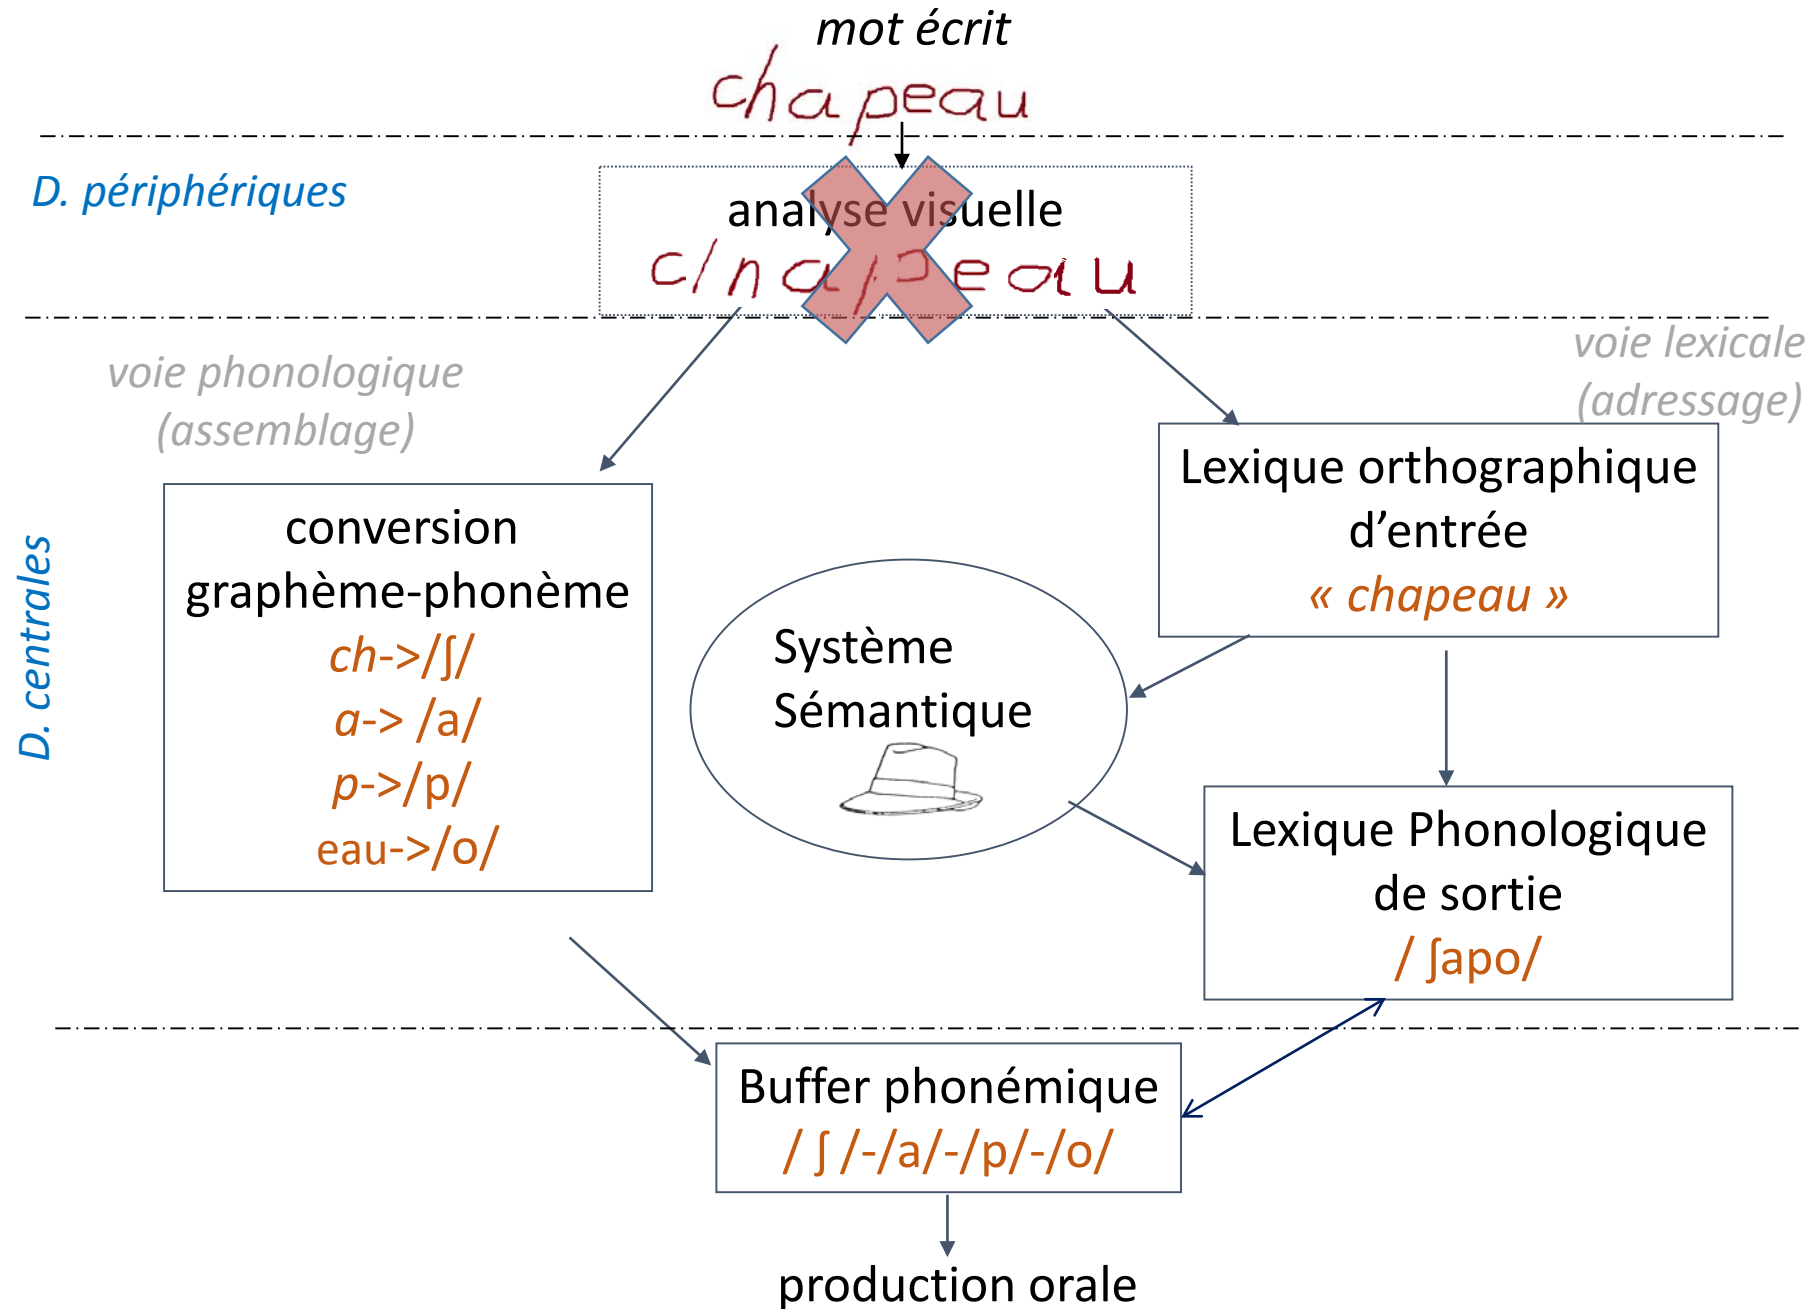 mot écrit
chapeau
D. périphériques
analyse visuelle
c/napeau
voie phonologique
(assemblage)
voie lexicale
(adressage)
D. centrales
conversion
graphème-phonème
ch->/ʃ/
a-> /a/
p->/p/
eau->/o/
Système
Sémantique
Lexique orthographique
d’entrée
« chapeau »
Lexique Phonologique
de sortie
/ ʃapo/
Buffer phonémique
/ ʃ /-/a/-/p/-/o/
production orale